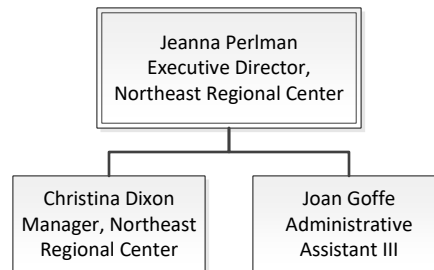 Jeanna Perlman
Executive Director,
Northeast Regional Center
Christina Dixon
Manager, Northeast
Regional Center
Joan Goffe
Administrative
Assistant III